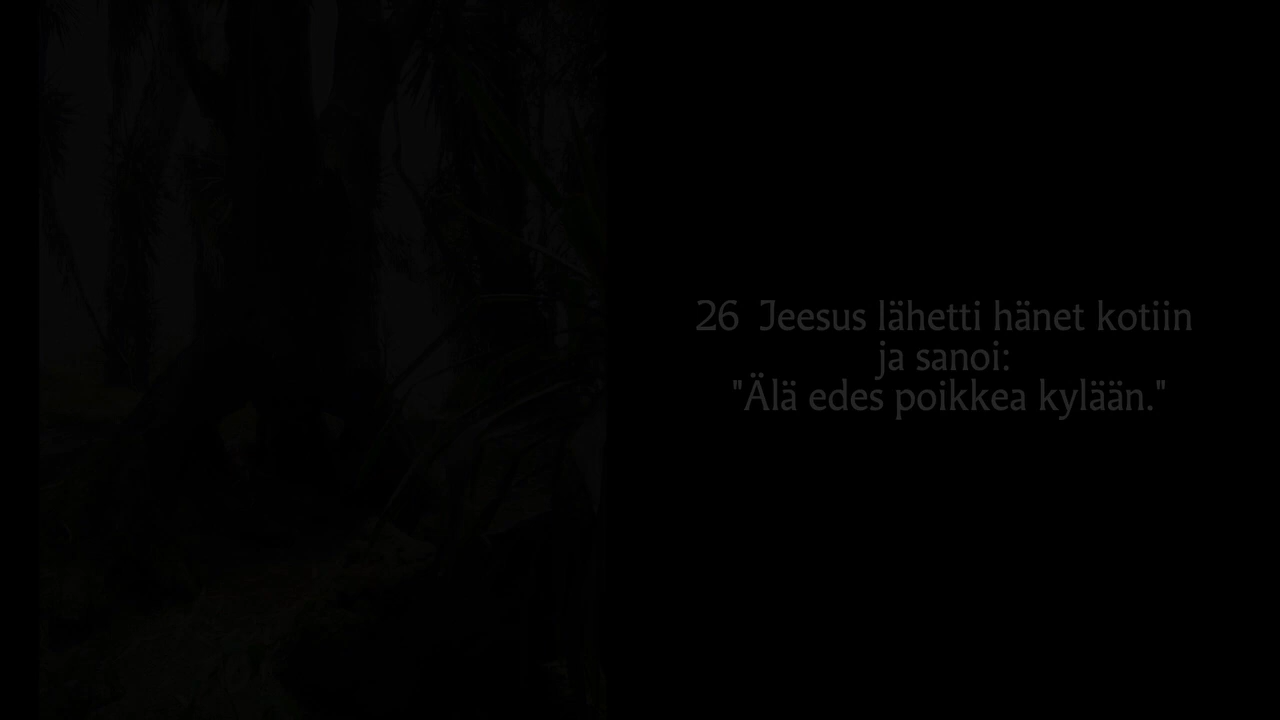 26  Jeesus lähetti hänet kotiin
ja sanoi:
"Älä edes poikkea kylään."